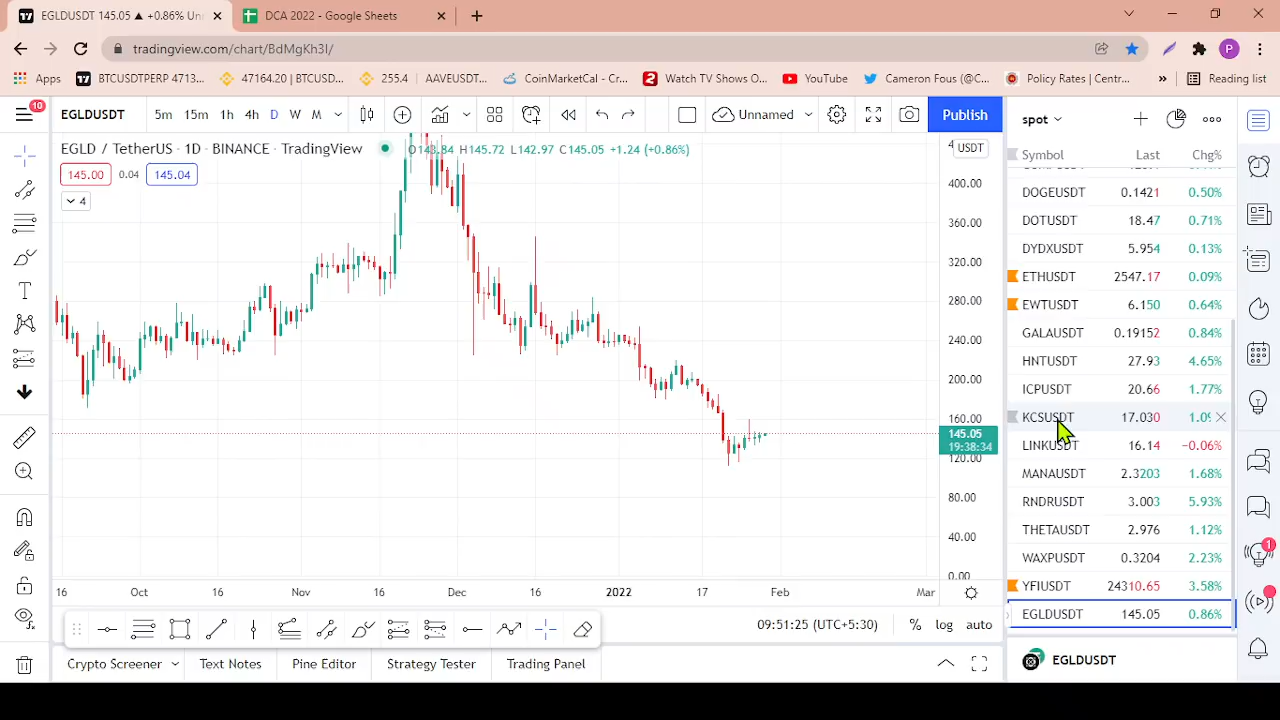 EGLDUSDT 145.05 ▲ +0.86% Un
DCA 2022 - Google Sheets
tradingview.com/chart/BdMgKh3I/
P
Apps
BTCUSDTPERP 4713...
47164.20 | BTCUSD...
255.4
AAVEUSDT...
CoinMarketCal - Cr...
Watch TV Shows O...
YouTube
Cameron Fous (@C...
Policy Rates | Centr...
Reading list
10
EGLDUSDT
5m 15m 1h 4h D W M
Unnamed
Publish
spot
EGLD / TetherUS · 1D · BINANCE · TradingView
O143.84 H145.72 L142.97 C145.05 +1.24 (+0.86%)
USDT
145.00 0.04 145.04
4
Symbol Last Chg%
DOGEUSDT 0.1421 0.50%
DOTUSDT 18.47 0.71%
DYDXUSDT 5.954 0.13%
ETHUSDT 2547.17 0.09%
EWTUSDT 6.150 0.64%
GALAUSDT 0.19152 0.84%
HNTUSDT 27.93 4.65%
ICPUSDT 20.66 1.77%
KCSUSDT 17.030 1.09
LINKUSDT 16.14 −0.06%
MANAUSDT 2.3203 1.68%
RNDRUSDT 3.003 5.93%
THETAUSDT 2.976 1.12%
WAXPUSDT 0.3204 2.23%
YFIUSDT 24310.65 3.58%
EGLDUSDT 145.05 0.86%
400.00
360.00
320.00
280.00
240.00
200.00
160.00
145.05
19:38:34
120.00
80.00
40.00
0.00
16 Oct 16 Nov 16 Dec 16 2022 17 Feb Mar
09:51:25 (UTC+5:30)
% log auto
Crypto Screener
Text Notes
Pine Editor
Strategy Tester
Trading Panel
EGLDUSDT
1